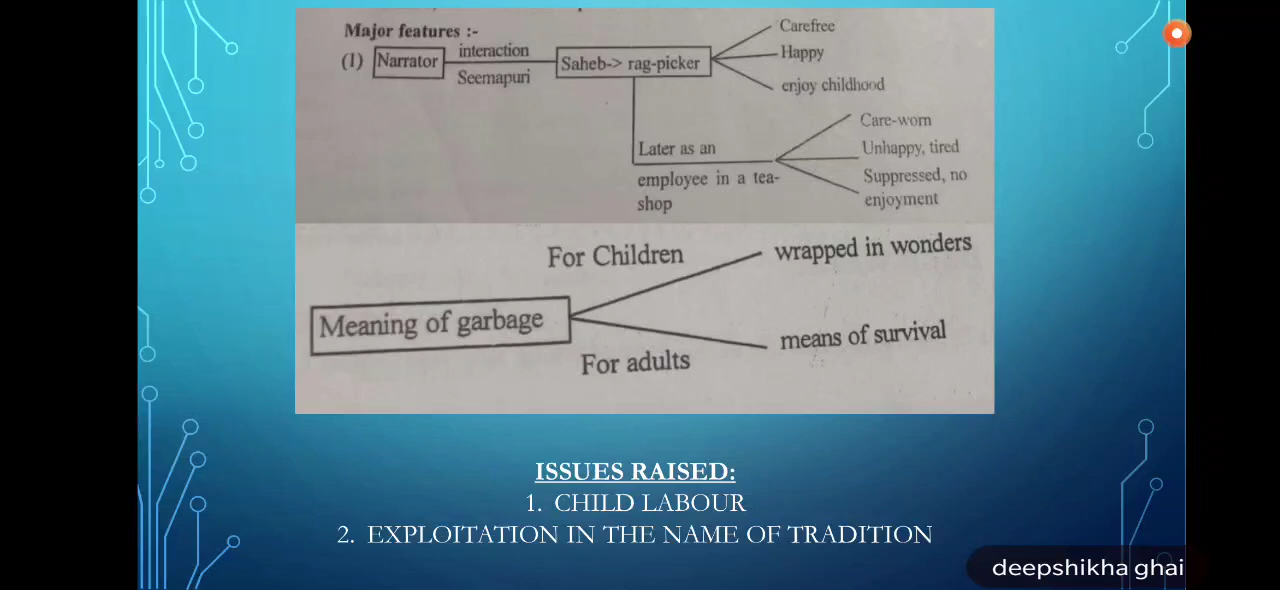 Major features :-
(1) Narrator interaction Saheb-> rag-picker
Seemapuri
Carefree
Happy
enjoy childhood
Later as an
employee in a tea-
shop
Care-worn
Unhappy, tired
Suppressed, no
enjoyment
For Children
wrapped in wonders
Meaning of garbage
For adults
means of survival
ISSUES RAISED:
1. CHILD LABOUR
2. EXPLOITATION IN THE NAME OF TRADITION
deepshikha ghai